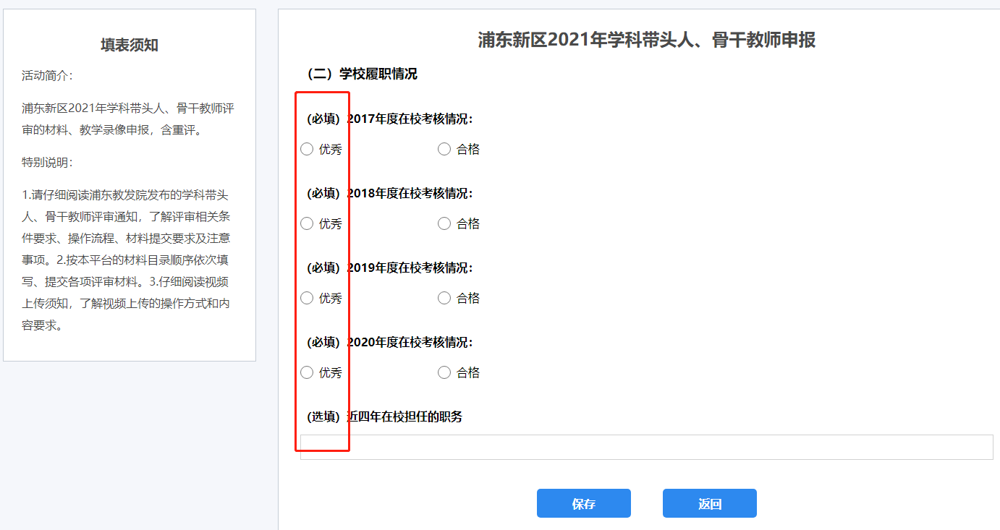 填表须知
活动简介：
浦东新区2021年学科带头人、骨干教师评
审的材料、教学录像申报，含重评。
特别说明：
1.请仔细阅读浦东教发院发布的学科带头
人、骨干教师评审通知，了解评审相关条
件要求、操作流程、材料提交要求及注意
事项。2.按本平台的材料目录顺序依次填
写、提交各项评审材料。3.仔细阅读视频
上传须知，了解视频上传的操作方式和内
容要求。
浦东新区2021年学科带头人、骨干教师申报
（二）学校履职情况
（必填）2017年度在校考核情况：
优秀 合格
（必填）2018年度在校考核情况：
优秀 合格
（必填）2019年度在校考核情况：
优秀 合格
（必填）2020年度在校考核情况：
优秀 合格
（选填）近四年在校担任的职务
保存 返回